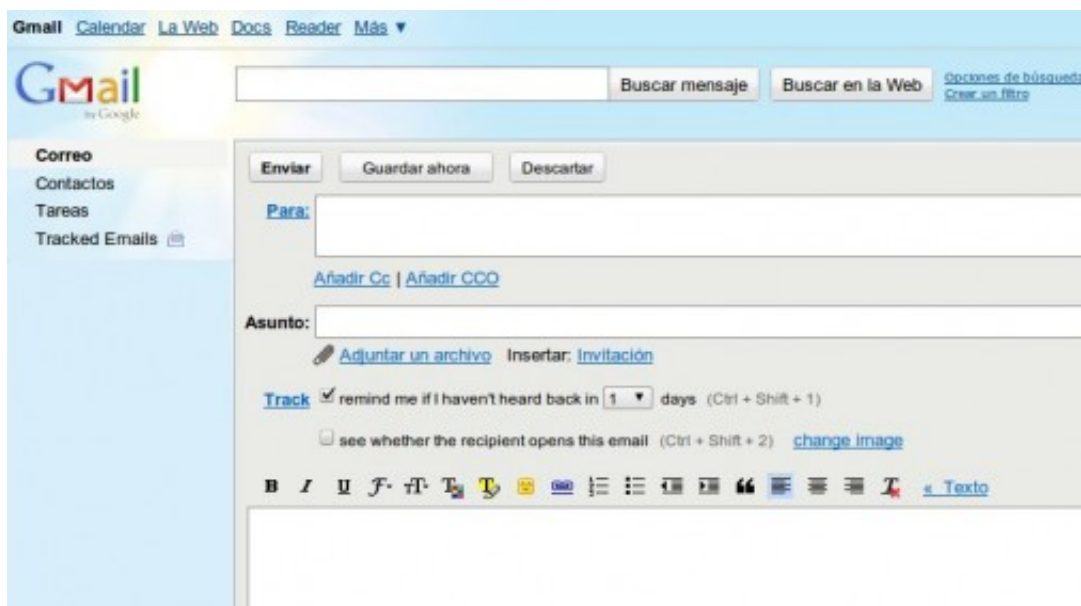 Gmail Calendar La Web Docs Reader Más ▼
Gmail by Google
Buscar mensaje Buscar en la Web Opciones de búsqueda
Crear un filtro
Correo
Contactos
Tareas
Tracked Emails
Enviar Guardar ahora Descartar
Para:
Añadir Cc | Añadir CCO
Asunto:
Adjuntar un archivo Insertar: Invitación
Track remind me if I haven't heard back in 1 ▼ days (Ctrl + Shift + 1)
see whether the recipient opens this email (Ctrl + Shift + 2) change image
B I U « Texto